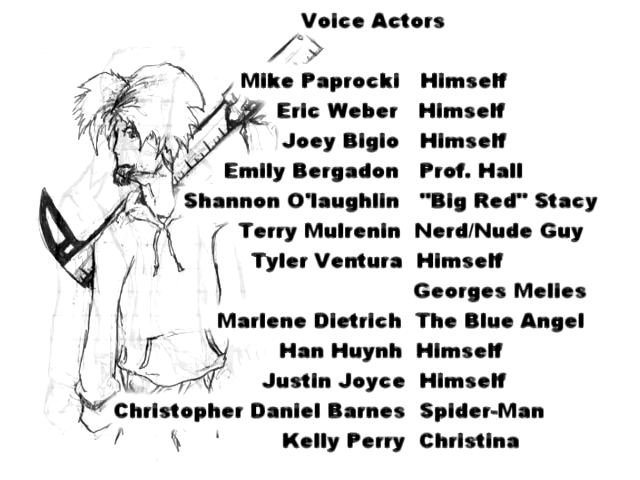 Voice Actors
Mike Paprocki Himself
Eric Weber Himself
Joey Bigio Himself
Emily Bergadon Prof. Hall
Shannon O'laughlin "Big Red" Stacy
Terry Mulrenin Nerd/Nude Guy
Tyler Ventura Himself
Georges Melies
Marlene Dietrich The Blue Angel
Han Huynh Himself
Justin Joyce Himself
Christopher Daniel Barnes Spider-Man
Kelly Perry Christina